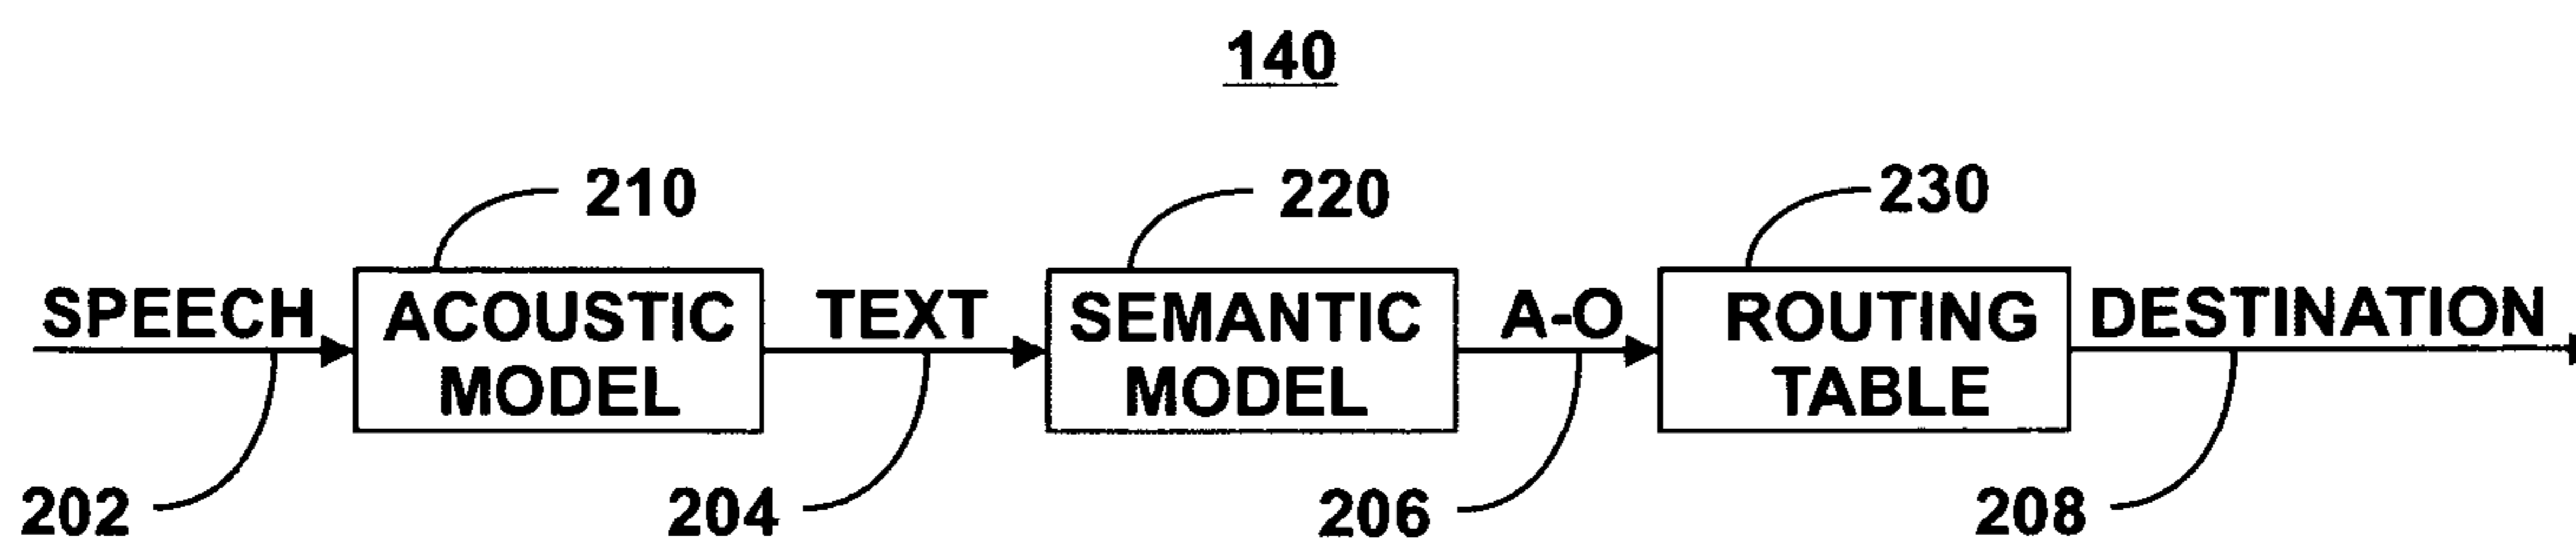 140
210
220
230
SPEECH
ACOUSTIC
MODEL
TEXT
SEMANTIC
MODEL
A-O
ROUTING
TABLE
DESTINATION
202
204
206
208